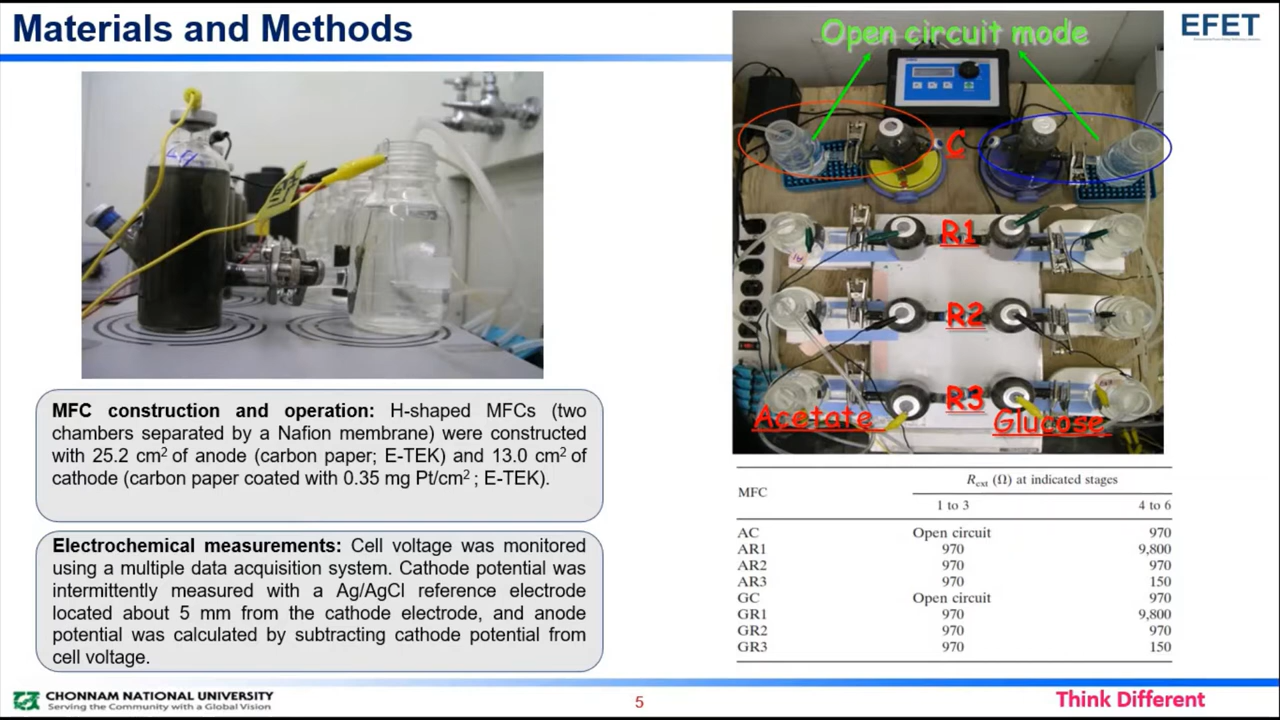 Materials and Methods
EFET
Open circuit mode
C
R1
R2
R3
Acetate
Glucose
MFC construction and operation: H-shaped MFCs (two
chambers separated by a Nafion membrane) were constructed
with 25.2 cm² of anode (carbon paper; E-TEK) and 13.0 cm² of
cathode (carbon paper coated with 0.35 mg Pt/cm² ; E-TEK).
Electrochemical measurements: Cell voltage was monitored
using a multiple data acquisition system. Cathode potential was
intermittently measured with a Ag/AgCl reference electrode
located about 5 mm from the cathode electrode, and anode
potential was calculated by subtracting cathode potential from
cell voltage.
MFC Rext (Ω) at indicated stages
1 to 3 4 to 6
AC Open circuit 970
AR1 970 9,800
AR2 970 970
AR3 970 150
GC Open circuit 970
GR1 970 9,800
GR2 970 970
GR3 970 150
CHONNAM NATIONAL UNIVERSITY
Serving the Community with a Global Vision
5
Think Different